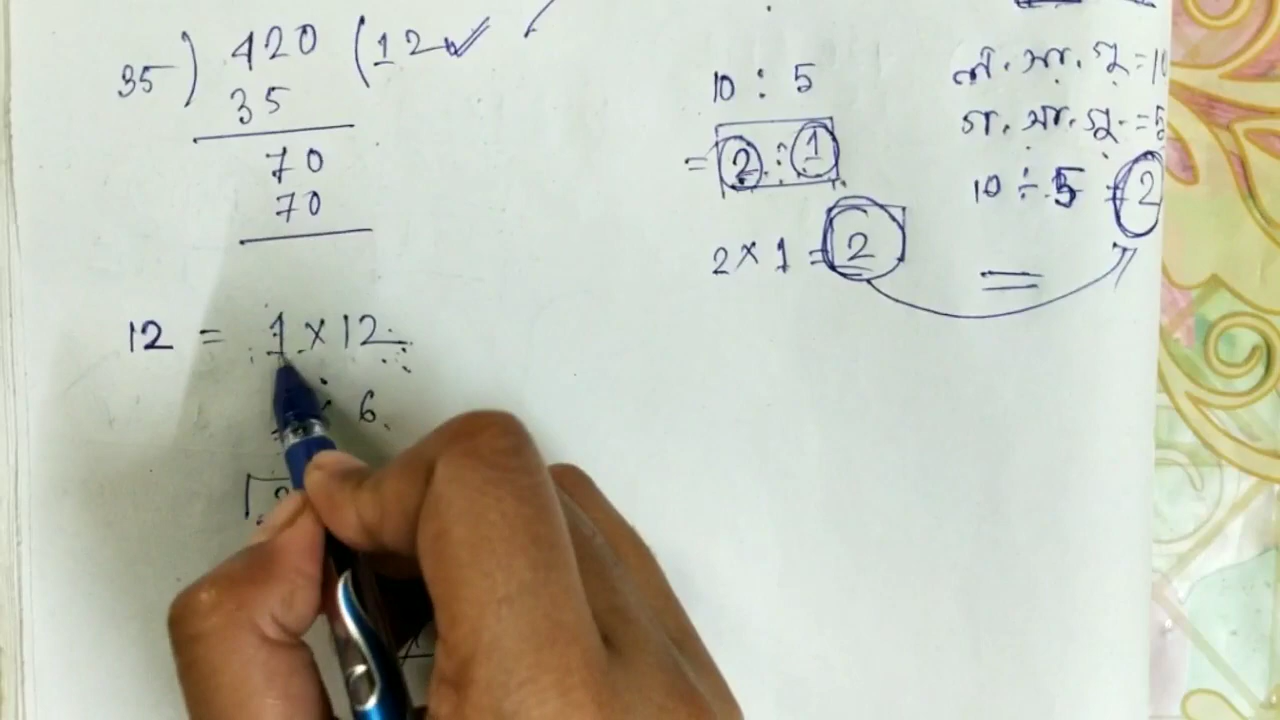 35 ) 420 ( 12 ✓
35
70
70
12 = 1 × 12
6
10 : 5
= 2 : 1
2 × 1 = 2
ল. সা. গু. = 10
গ. সা. গু. = 5
10 ÷ 5 = 2